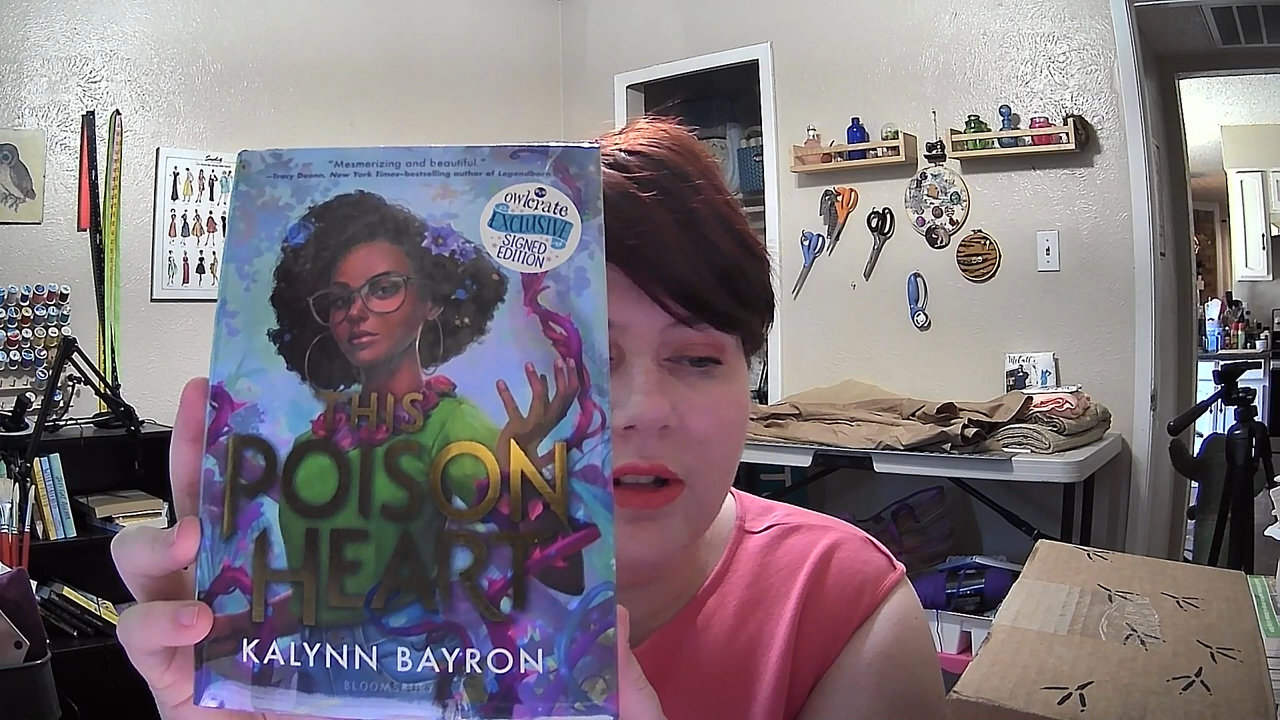 "Mesmerizing and beautiful."
—Tracy Deonn, New York Times–bestselling author of Legendborn
owlcrate
EXCLUSIVE
SIGNED
EDITION
THIS
POISON
HEART
KALYNN BAYRON
BLOOMSBURY
McCall's